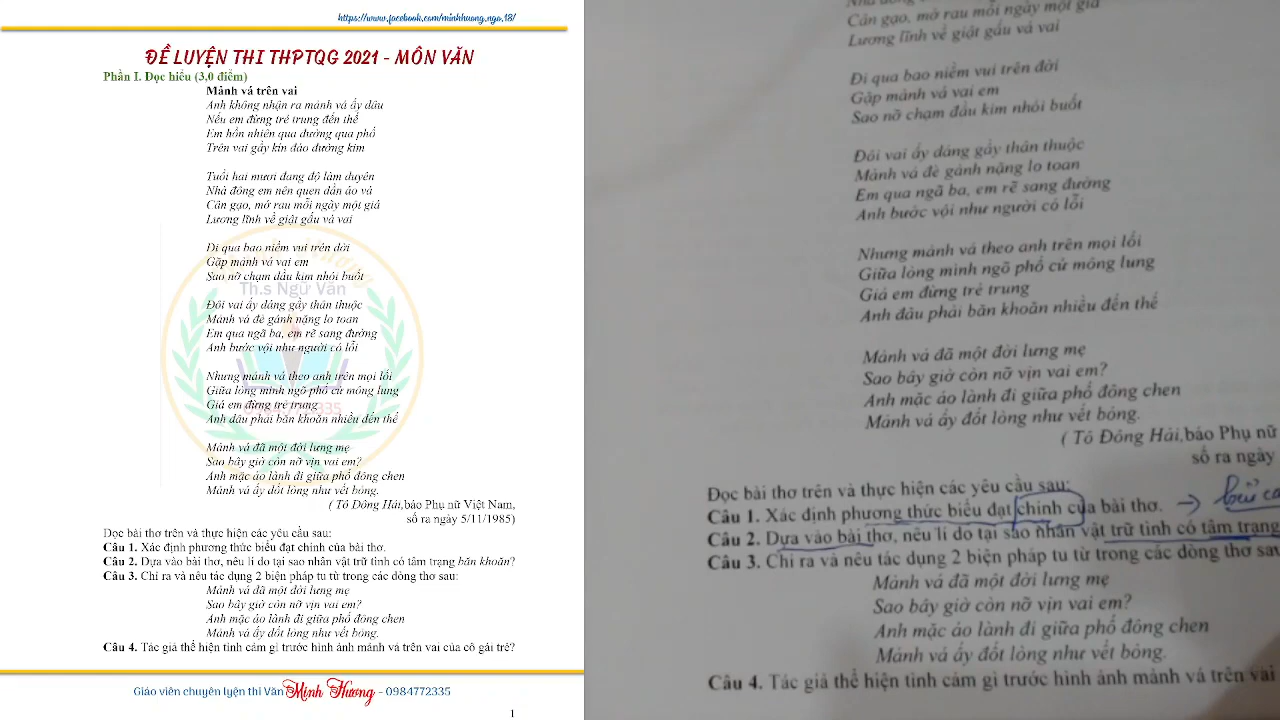 https://www.facebook.com/minhhuong.ngo.18/
ĐỀ LUYỆN THI THPTQG 2021 - MÔN VĂN
Phần I. Đọc hiểu (3,0 điểm)
Mảnh vá trên vai
Anh không nhận ra mảnh vá ấy đâu
Nếu em đừng trẻ trung đến thế
Em hồn nhiên qua đường qua phố
Trên vai gầy kín đáo đường kim
Tuổi hai mươi đang độ làm duyên
Nhà đông em nên quen dần áo vá
Cân gạo, mớ rau mỗi ngày một giá
Lương lĩnh về giật gấu vá vai
Đi qua bao niềm vui trên đời
Gặp mảnh vá vai em
Sao nỡ chạm đầu kim nhói buốt
Đôi vai ấy dáng gầy thân thuộc
Mảnh vá đè gánh nặng lo toan
Em qua ngã ba, em rẽ sang đường
Anh bước vội như người có lỗi
Nhưng mảnh vá theo anh trên mọi lối
Giữa lòng mình ngõ phố cứ mông lung
Giá em đừng trẻ trung
Anh đâu phải băn khoăn nhiều đến thế
Mảnh vá đã một đời lưng mẹ
Sao bây giờ còn nỡ vịn vai em?
Anh mặc áo lành đi giữa phố đông chen
Mảnh vá ấy đốt lòng như vết bỏng.
( Tô Đông Hải,báo Phụ nữ Việt Nam,
số ra ngày 5/11/1985)
Đọc bài thơ trên và thực hiện các yêu cầu sau:
Câu 1. Xác định phương thức biểu đạt chính của bài thơ.
Câu 2. Dựa vào bài thơ, nêu lí do tại sao nhân vật trữ tình có tâm trạng băn khoăn?
Câu 3. Chỉ ra và nêu tác dụng 2 biện pháp tu từ trong các dòng thơ sau:
Mảnh vá đã một đời lưng mẹ
Sao bây giờ còn nỡ vịn vai em?
Anh mặc áo lành đi giữa phố đông chen
Mảnh vá ấy đốt lòng như vết bỏng.
Câu 4. Tác giả thể hiện tình cảm gì trước hình ảnh mảnh vá trên vai của cô gái trẻ?
Th.s Ngữ Văn
Giáo viên chuyên luyện thi Văn Minh Hương - 0984772335
1
Cân gạo, mớ rau mỗi ngày một giá
Lương lĩnh về giật gấu vá vai
Đi qua bao niềm vui trên đời
Gặp mảnh vá vai em
Sao nỡ chạm đầu kim nhói buốt
Đôi vai ấy dáng gầy thân thuộc
Mảnh vá đè gánh nặng lo toan
Em qua ngã ba, em rẽ sang đường
Anh bước vội như người có lỗi
Nhưng mảnh vá theo anh trên mọi lối
Giữa lòng mình ngõ phố cứ mông lung
Giá em đừng trẻ trung
Anh đâu phải băn khoăn nhiều đến thế
Mảnh vá đã một đời lưng mẹ
Sao bây giờ còn nỡ vịn vai em?
Anh mặc áo lành đi giữa phố đông chen
Mảnh vá ấy đốt lòng như vết bỏng.
( Tô Đông Hải,báo Phụ nữ
số ra ngày
Đọc bài thơ trên và thực hiện các yêu cầu sau:
Câu 1. Xác định phương thức biểu đạt chính của bài thơ. →
Câu 2. Dựa vào bài thơ, nêu lí do tại sao nhân vật trữ tình có tâm trạng
Câu 3. Chỉ ra và nêu tác dụng 2 biện pháp tu từ trong các dòng thơ sau
Mảnh vá đã một đời lưng mẹ
Sao bây giờ còn nỡ vịn vai em?
Anh mặc áo lành đi giữa phố đông chen
Mảnh vá ấy đốt lòng như vết bỏng.
Câu 4. Tác giả thể hiện tình cảm gì trước hình ảnh mảnh vá trên vai